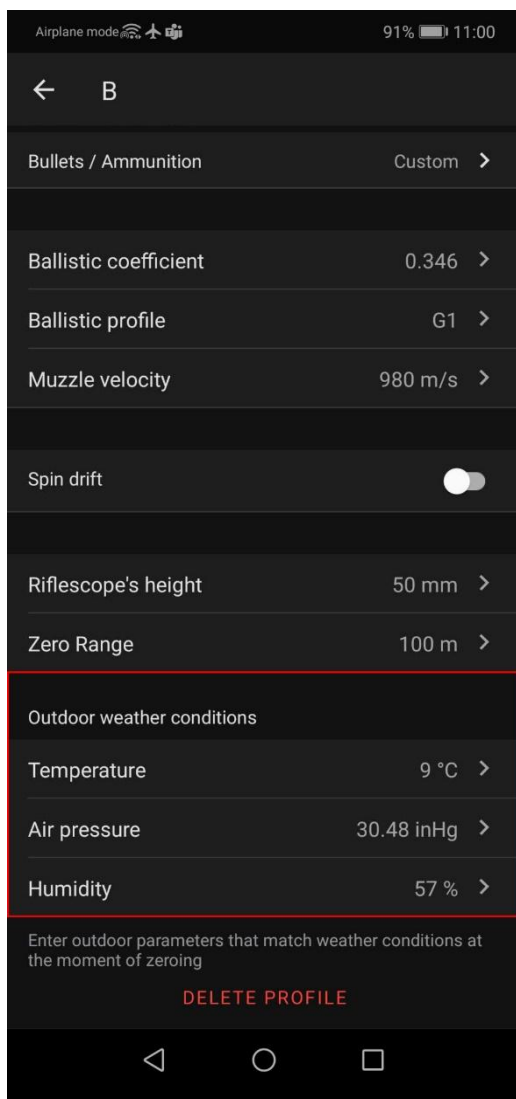 Airplane mode 91% 11:00
B
Bullets / Ammunition Custom
Ballistic coefficient 0.346
Ballistic profile G1
Muzzle velocity 980 m/s
Spin drift
Riflescope's height 50 mm
Zero Range 100 m
Outdoor weather conditions
Temperature 9 °C
Air pressure 30.48 inHg
Humidity 57 %
Enter outdoor parameters that match weather conditions at
the moment of zeroing
DELETE PROFILE